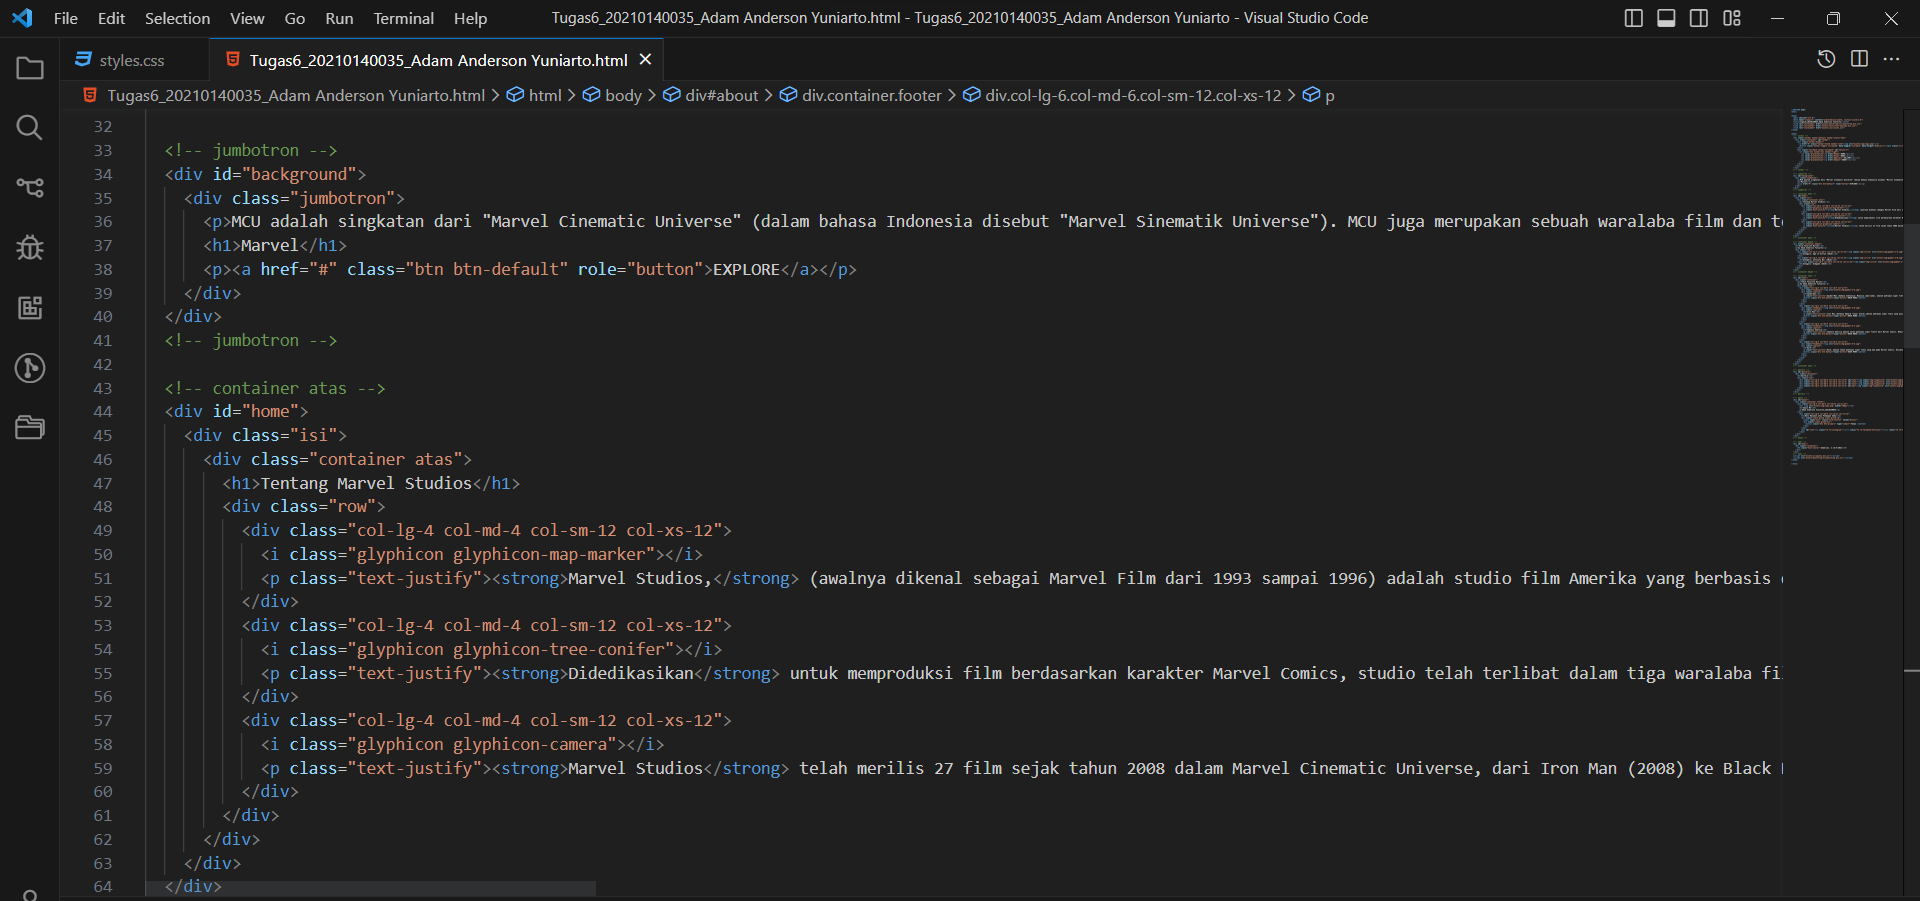 File Edit Selection View Go Run Terminal Help Tugas6_20210140035_Adam Anderson Yuniarto.html - Tugas6_20210140035_Adam Anderson Yuniarto - Visual Studio Code
styles.css Tugas6_20210140035_Adam Anderson Yuniarto.html
Tugas6_20210140035_Adam Anderson Yuniarto.html > html > body > div#about > div.container.footer > div.col-lg-6.col-md-6.col-sm-12.col-xs-12 > p
32
33 <!-- jumbotron -->
34 <div id="background">
35 <div class="jumbotron">
36 <p>MCU adalah singkatan dari "Marvel Cinematic Universe" (dalam bahasa Indonesia disebut "Marvel Sinematik Universe"). MCU juga merupakan sebuah waralaba film dan
37 <h1>Marvel</h1>
38 <p><a href="#" class="btn btn-default" role="button">EXPLORE</a></p>
39 </div>
40 </div>
41 <!-- jumbotron -->
42
43 <!-- container atas -->
44 <div id="home">
45 <div class="isi">
46 <div class="container atas">
47 <h1>Tentang Marvel Studios</h1>
48 <div class="row">
49 <div class="col-lg-4 col-md-4 col-sm-12 col-xs-12">
50 <i class="glyphicon glyphicon-map-marker"></i>
51 <p class="text-justify"><strong>Marvel Studios,</strong> (awalnya dikenal sebagai Marvel Film dari 1993 sampai 1996) adalah studio film Amerika yang berbasis
52 </div>
53 <div class="col-lg-4 col-md-4 col-sm-12 col-xs-12">
54 <i class="glyphicon glyphicon-tree-conifer"></i>
55 <p class="text-justify"><strong>Didedikasikan</strong> untuk memproduksi film berdasarkan karakter Marvel Comics, studio telah terlibat dalam tiga waralaba
56 </div>
57 <div class="col-lg-4 col-md-4 col-sm-12 col-xs-12">
58 <i class="glyphicon glyphicon-camera"></i>
59 <p class="text-justify"><strong>Marvel Studios</strong> telah merilis 27 film sejak tahun 2008 dalam Marvel Cinematic Universe, dari Iron Man (2008) ke Black
60 </div>
61 </div>
62 </div>
63 </div>
64 </div>